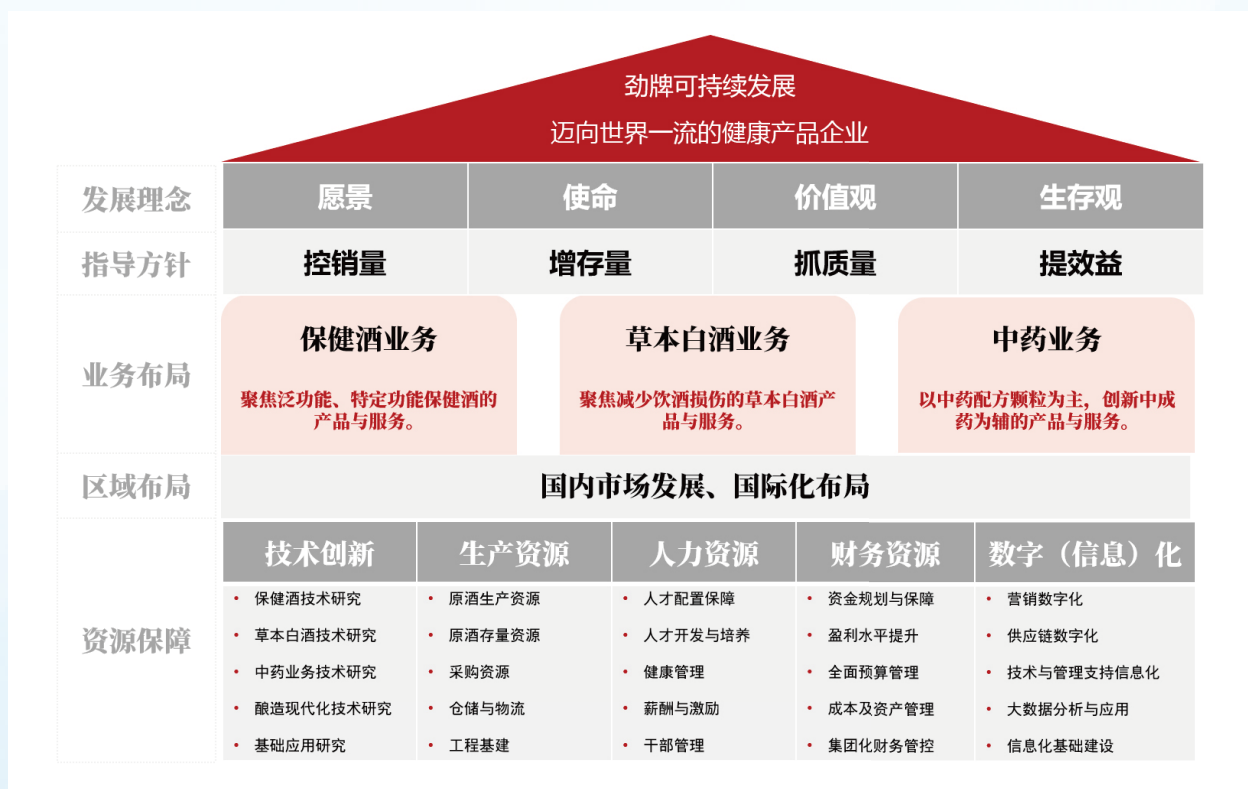 劲牌可持续发展
迈向世界一流的健康产品企业
发展理念
愿景
使命
价值观
生存观
指导方针
控销量
增存量
抓质量
提效益
业务布局
保健酒业务
聚焦泛功能、特定功能保健酒的
产品与服务。
草本白酒业务
聚焦减少饮酒损伤的草本白酒产
品与服务。
中药业务
以中药配方颗粒为主，创新中成
药为辅的产品与服务。
区域布局
国内市场发展、国际化布局
资源保障
技术创新
• 保健酒技术研究
• 草本白酒技术研究
• 中药业务技术研究
• 酿造现代化技术研究
• 基础应用研究
生产资源
• 原酒生产资源
• 原酒存量资源
• 采购资源
• 仓储与物流
• 工程基建
人力资源
• 人才配置保障
• 人才开发与培养
• 健康管理
• 薪酬与激励
• 干部管理
财务资源
• 资金规划与保障
• 盈利水平提升
• 全面预算管理
• 成本及资产管理
• 集团化财务管控
数字（信息）化
• 营销数字化
• 供应链数字化
• 技术与管理支持信息化
• 大数据分析与应用
• 信息化基础建设